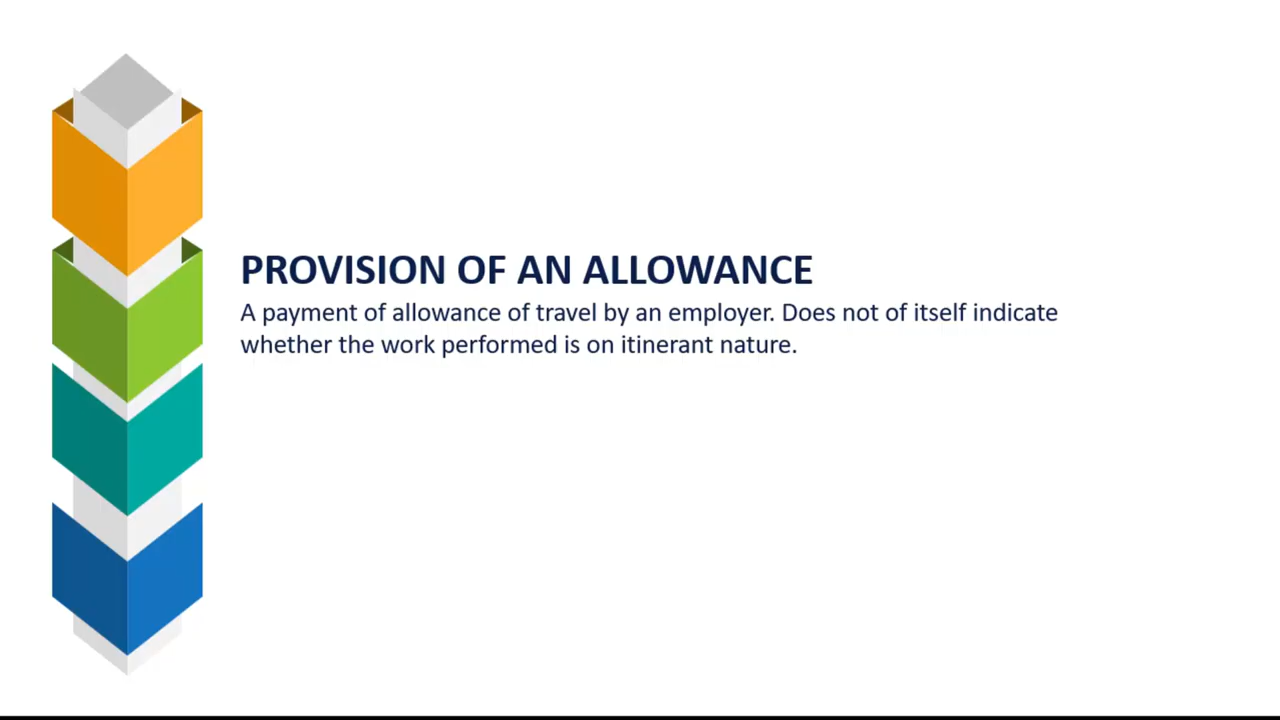 PROVISION OF AN ALLOWANCE
A payment of allowance of travel by an employer. Does not of itself indicate
whether the work performed is on itinerant nature.